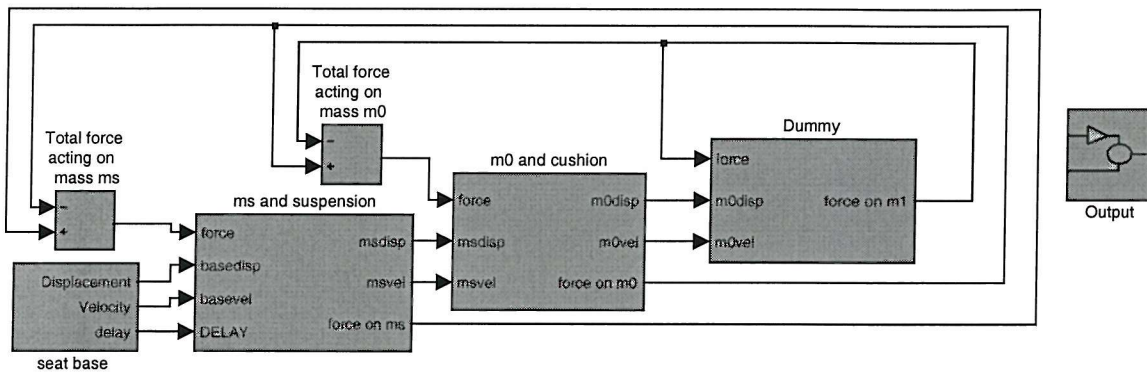 Total force
acting on
mass m0
Dummy
Total force
acting on
mass ms
−
+
force
m0 and cushion
m0disp
m0vel
force on m1
Output
−
+
ms and suspension
force
msdisp
msvel
m0disp
m0vel
force on m0
force
basedisp
basevel
DELAY
msdisp
msvel
force on ms
Displacement
Velocity
delay
seat base